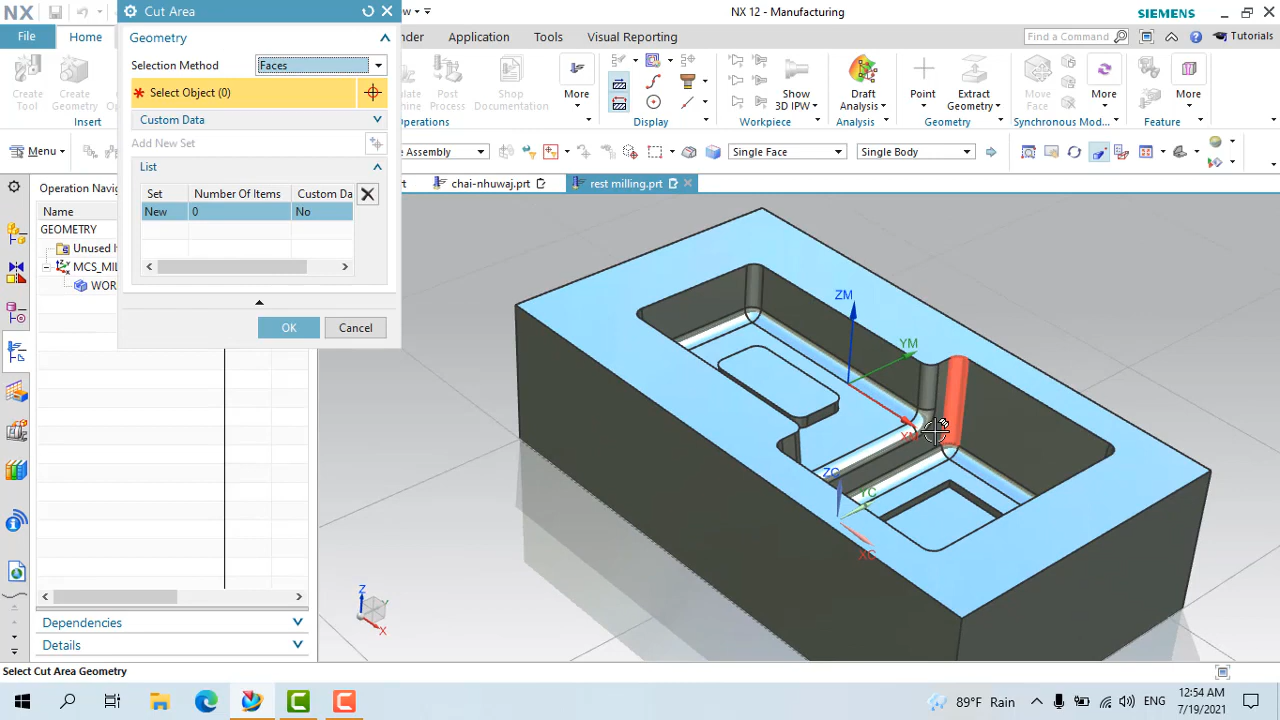 NX
Cut Area
NX 12 - Manufacturing
SIEMENS
File
Home
Application
Tools
Visual Reporting
Find a Command
Tutorials
Geometry
Selection Method
Faces
* Select Object (0)
Custom Data
Add New Set
List
Set
Number Of Items
Custom Da
New
0
No
OK
Cancel
Create
Tool
Create
Geometry
Insert
Post
Process
Shop
Documentation
More
Display
Show
3D IPW
Workpiece
Draft
Analysis
Analysis
Point
Extract
Geometry
Geometry
More
Synchronous Mod...
More
Feature
Menu
Assembly
Single Face
Single Body
chai-nhuwaj.prt
rest milling.prt
Operation Navig
Name
GEOMETRY
Unused I
MCS_MIL
WOR
ZM
YM
ZC
YC
XC
Z
X
Dependencies
Details
Select Cut Area Geometry
89°F Rain
ENG
12:54 AM
7/19/2021